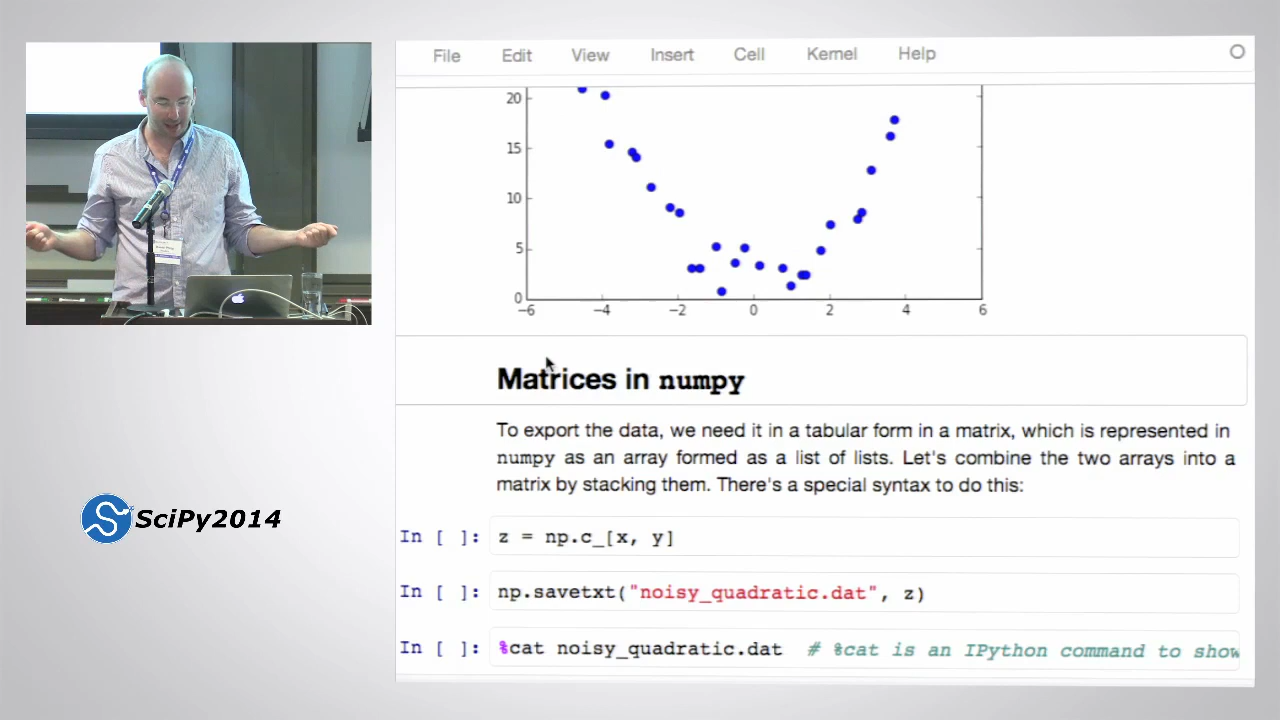 File Edit View Insert Cell Kernel Help
20
15
10
5
0
−6 −4 −2 0 2 4 6
Matrices in numpy
To export the data, we need it in a tabular form in a matrix, which is represented in
numpy as an array formed as a list of lists. Let's combine the two arrays into a
matrix by stacking them. There's a special syntax to do this:
In [ ]: z = np.c_[x, y]
In [ ]: np.savetxt("noisy_quadratic.dat", z)
In [ ]: %cat noisy_quadratic.dat # %cat is an IPython command to show
SciPy2014